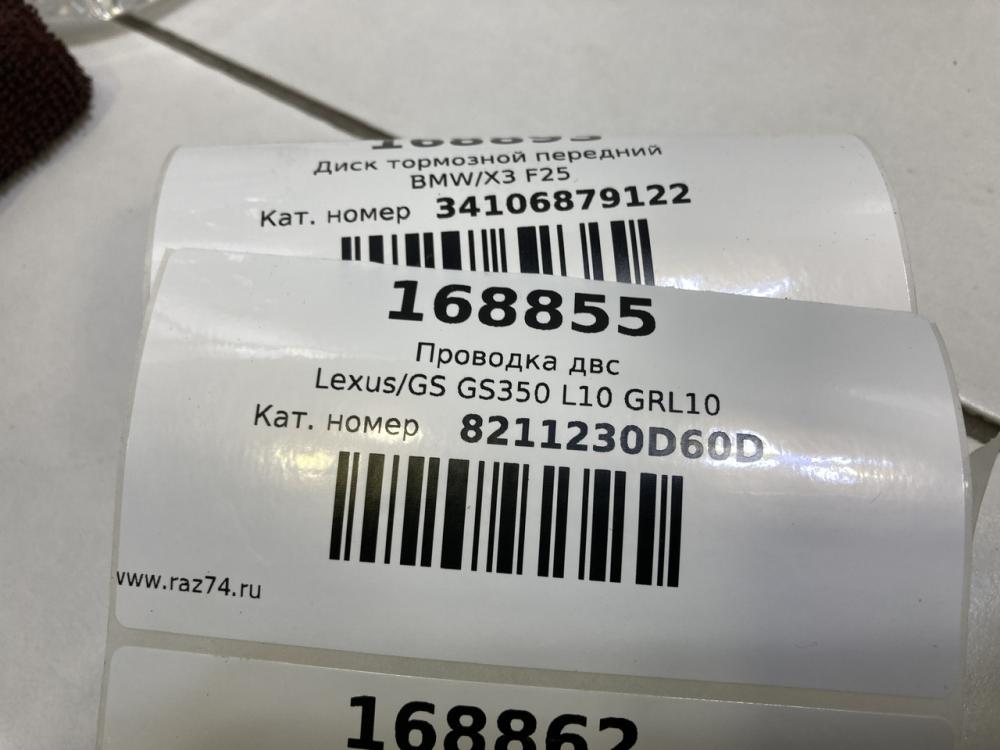 168893
Диск тормозной передний
BMW/X3 F25
Кат. номер 34106879122
168855
Проводка двс
Lexus/GS GS350 L10 GRL10
Кат. номер 8211230D60D
www.raz74.ru
168862